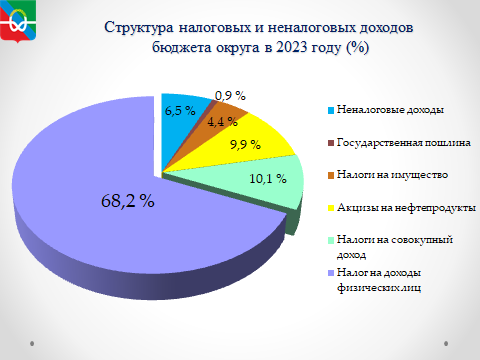 Структура налоговых и неналоговых доходов
бюджета округа в 2023 году (%)
6,5 %
0,9 %
4,4 %
9,9 %
10,1 %
68,2 %
Неналоговые доходы
Государственная пошлина
Налоги на имущество
Акцизы на нефтепродукты
Налоги на совокупный
доход
Налог на доходы
физических лиц